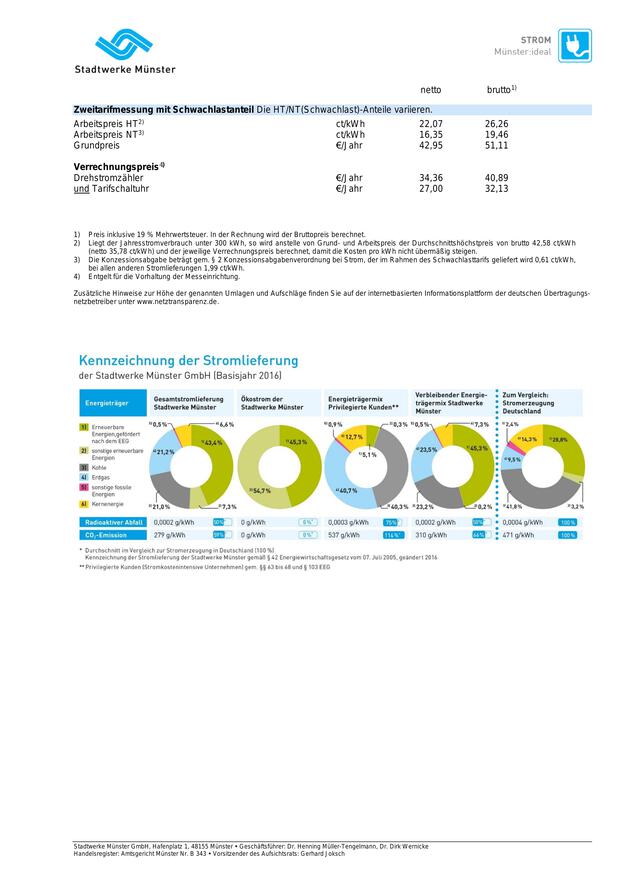 STROM
Münster:ideal
Stadtwerke Münster
netto brutto1)
Zweitarifmessung mit Schwachlastanteil Die HT/NT(Schwachlast)-Anteile variieren.
Arbeitspreis HT2) ct/kWh 22,07 26,26
Arbeitspreis NT3) ct/kWh 16,35 19,46
Grundpreis €/Jahr 42,95 51,11
Verrechnungspreis4)
Drehstromzähler €/Jahr 34,36 40,89
und Tarifschaltuhr €/Jahr 27,00 32,13
1) Preis inklusive 19 % Mehrwertsteuer. In der Rechnung wird der Bruttopreis berechnet.
2) Liegt der Jahresstromverbrauch unter 300 kWh, so wird anstelle von Grund- und Arbeitspreis der Durchschnittshöchstpreis von brutto 42,58 ct/kWh
(netto 35,78 ct/kWh) und der jeweilige Verrechnungspreis berechnet, damit die Kosten pro kWh nicht übermäßig steigen.
3) Die Konzessionsabgabe beträgt gem. § 2 Konzessionsabgabenverordnung bei Strom, der im Rahmen des Schwachlasttarifs geliefert wird 0,61 ct/kWh,
bei allen anderen Stromlieferungen 1,99 ct/kWh.
4) Entgelt für die Vorhaltung der Messeinrichtung.
Zusätzliche Hinweise zur Höhe der genannten Umlagen und Aufschläge finden Sie auf der internetbasierten Informationsplattform der deutschen Übertragungs-
netzbetreiber unter www.netztransparenz.de.
Kennzeichnung der Stromlieferung
der Stadtwerke Münster GmbH (Basisjahr 2016)
Energieträger
Gesamtstromlieferung
Stadtwerke Münster
Ökostrom der
Stadtwerke Münster
Energieträgermix
Privilegierte Kunden**
Verbleibender Energie-
trägermix Stadtwerke
Münster
Zum Vergleich:
Stromerzeugung
Deutschland
1) Erneuerbare
Energien, gefördert
nach dem EEG
2) sonstige erneuerbare
Energien
3) Kohle
4) Erdgas
5) sonstige fossile
Energien
6) Kernenergie
5)0,5% 6)6,6%
1)43,4%
4)21,2%
3)21,0% 2)7,3%
1)45,3%
2)54,7%
5)0,9% 2)0,3%
6)12,7%
1)5,1%
4)40,7%
3)40,3%
5)0,5% 6)7,3%
4)23,5% 1)45,3%
3)23,2% 2)0,2%
5)2,4%
6)14,3% 1)28,8%
4)9,5%
3)41,8% 2)3,2%
Radioaktiver Abfall 0,0002 g/kWh 50% 0 g/kWh 0%* 0,0003 g/kWh 75%* 0,0002 g/kWh 50%* 0,0004 g/kWh 100%
CO2-Emission 279 g/kWh 59% 0 g/kWh 0%* 537 g/kWh 114%* 310 g/kWh 66%* 471 g/kWh 100%
* Durchschnitt im Vergleich zur Stromerzeugung in Deutschland (100 %)
Kennzeichnung der Stromlieferung der Stadtwerke Münster gemäß § 42 Energiewirtschaftsgesetz vom 07. Juli 2005, geändert 2016
** Privilegierte Kunden (Stromkostenintensive Unternehmen) gem. §§ 63 bis 68 und § 103 EEG
Stadtwerke Münster GmbH, Hafenplatz 1, 48155 Münster • Geschäftsführer: Dr. Henning Müller-Tengelmann, Dr. Dirk Wernicke
Handelsregister: Amtsgericht Münster Nr. B 343 • Vorsitzender des Aufsichtsrats: Gerhard Joksch